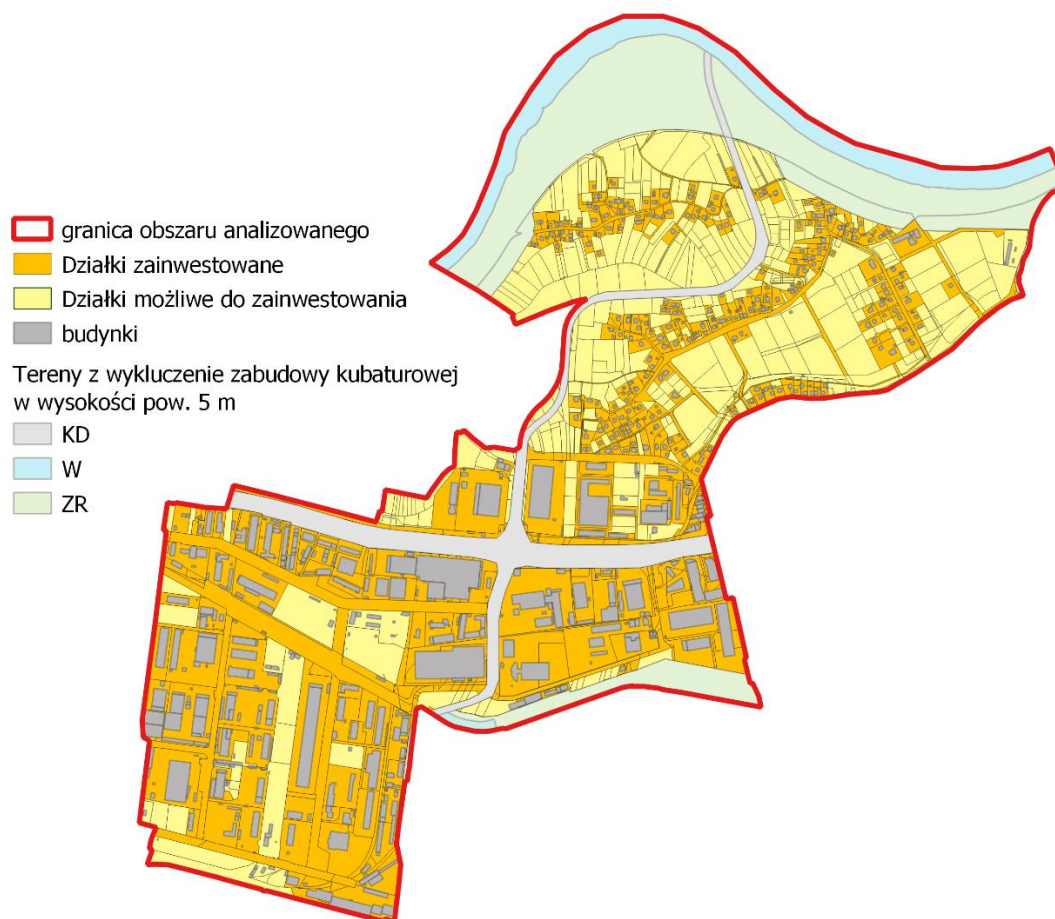 granica obszaru analizowanego
Działki zainwestowane
Działki możliwe do zainwestowania
budynki
Tereny z wykluczenie zabudowy kubaturowej
w wysokości pow. 5 m
KD
W
ZR